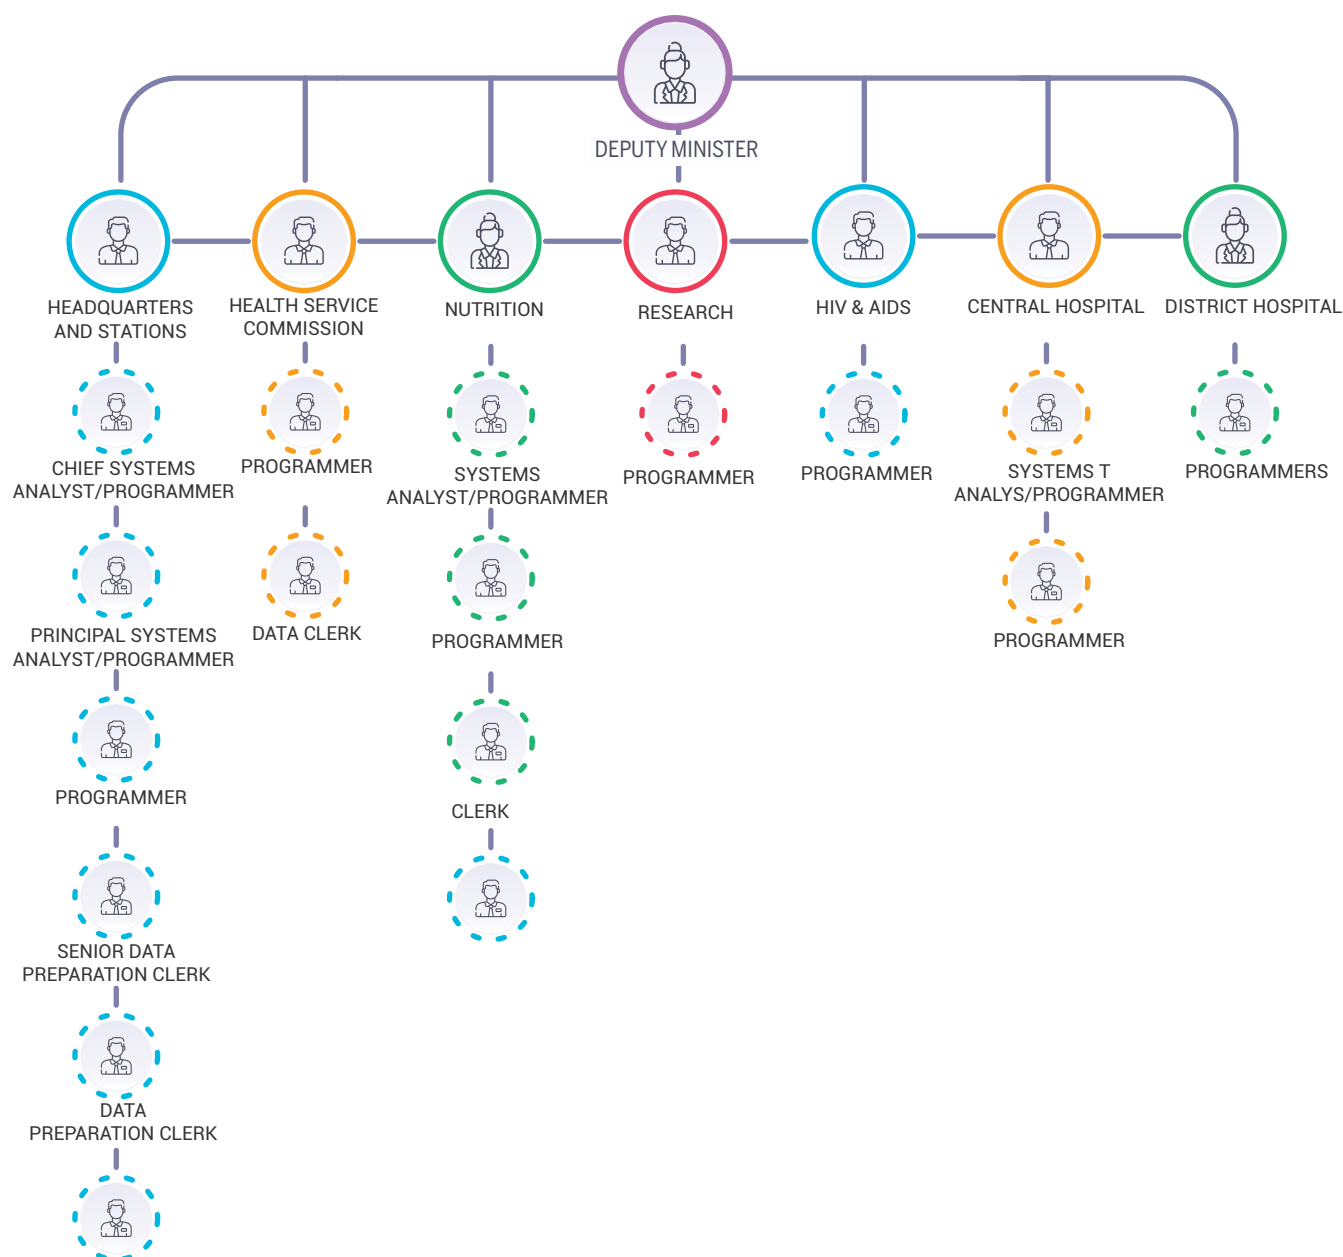 DEPUTY MINISTER
HEADQUARTERS
AND STATIONS
HEALTH SERVICE
COMMISSION
NUTRITION
RESEARCH
HIV & AIDS
CENTRAL HOSPITAL
DISTRICT HOSPITAL
CHIEF SYSTEMS
ANALYST/PROGRAMMER
PROGRAMMER
SYSTEMS
ANALYST/PROGRAMMER
PROGRAMMER
PROGRAMMER
SYSTEMS T
ANALYS/PROGRAMMER
PROGRAMMERS
PRINCIPAL SYSTEMS
ANALYST/PROGRAMMER
DATA CLERK
PROGRAMMER
PROGRAMMER
PROGRAMMER
CLERK
SENIOR DATA
PREPARATION CLERK
DATA
PREPARATION CLERK